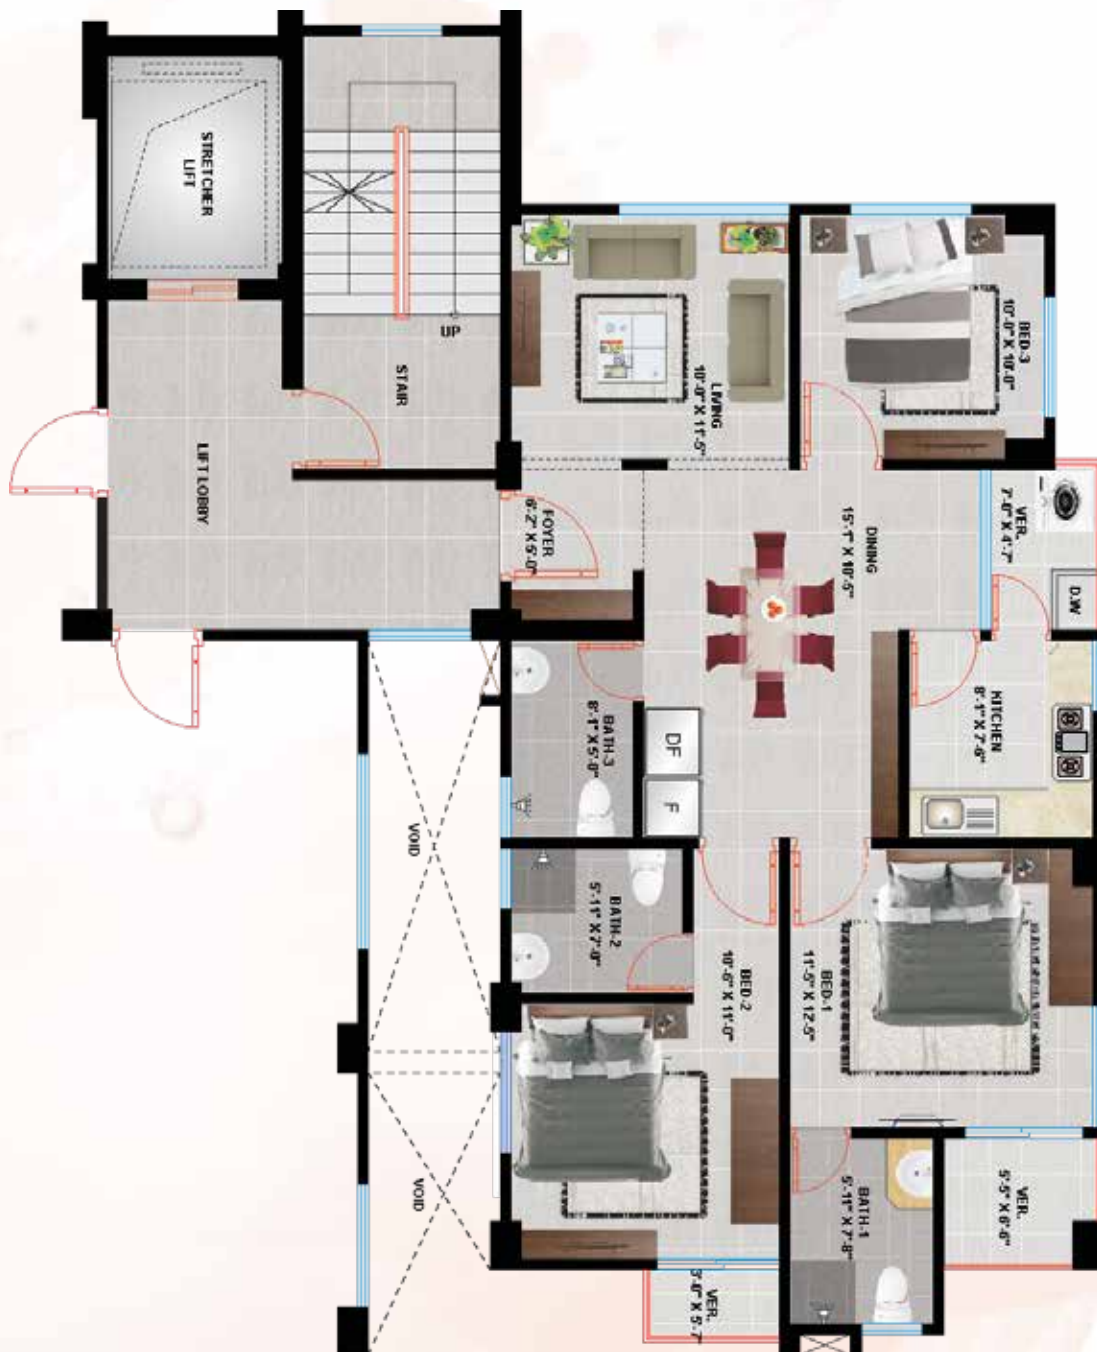 STRETCHER
LIFT
UP
STAIR
LIFT LOBBY
LIVING
10'-0" X 11'-5"
BED-3
10'-0" X 10'-0"
FOYER
6'-2" X 5'-0"
DINING
15'-1" X 10'-5"
VER.
7'-0" X 4'-7"
D.W
KITCHEN
8'-1" X 7'-6"
BATH-3
8'-1" X 5'-0"
DF
F
VOID
BATH-2
5'-11" X 7'-0"
BED-2
10'-6" X 11'-0"
BED-1
11'-5" X 12'-5"
VOID
BATH-1
5'-11" X 7'-8"
VER.
5'-5" X 6'-6"
VER.
3'-0" X 5'-7"